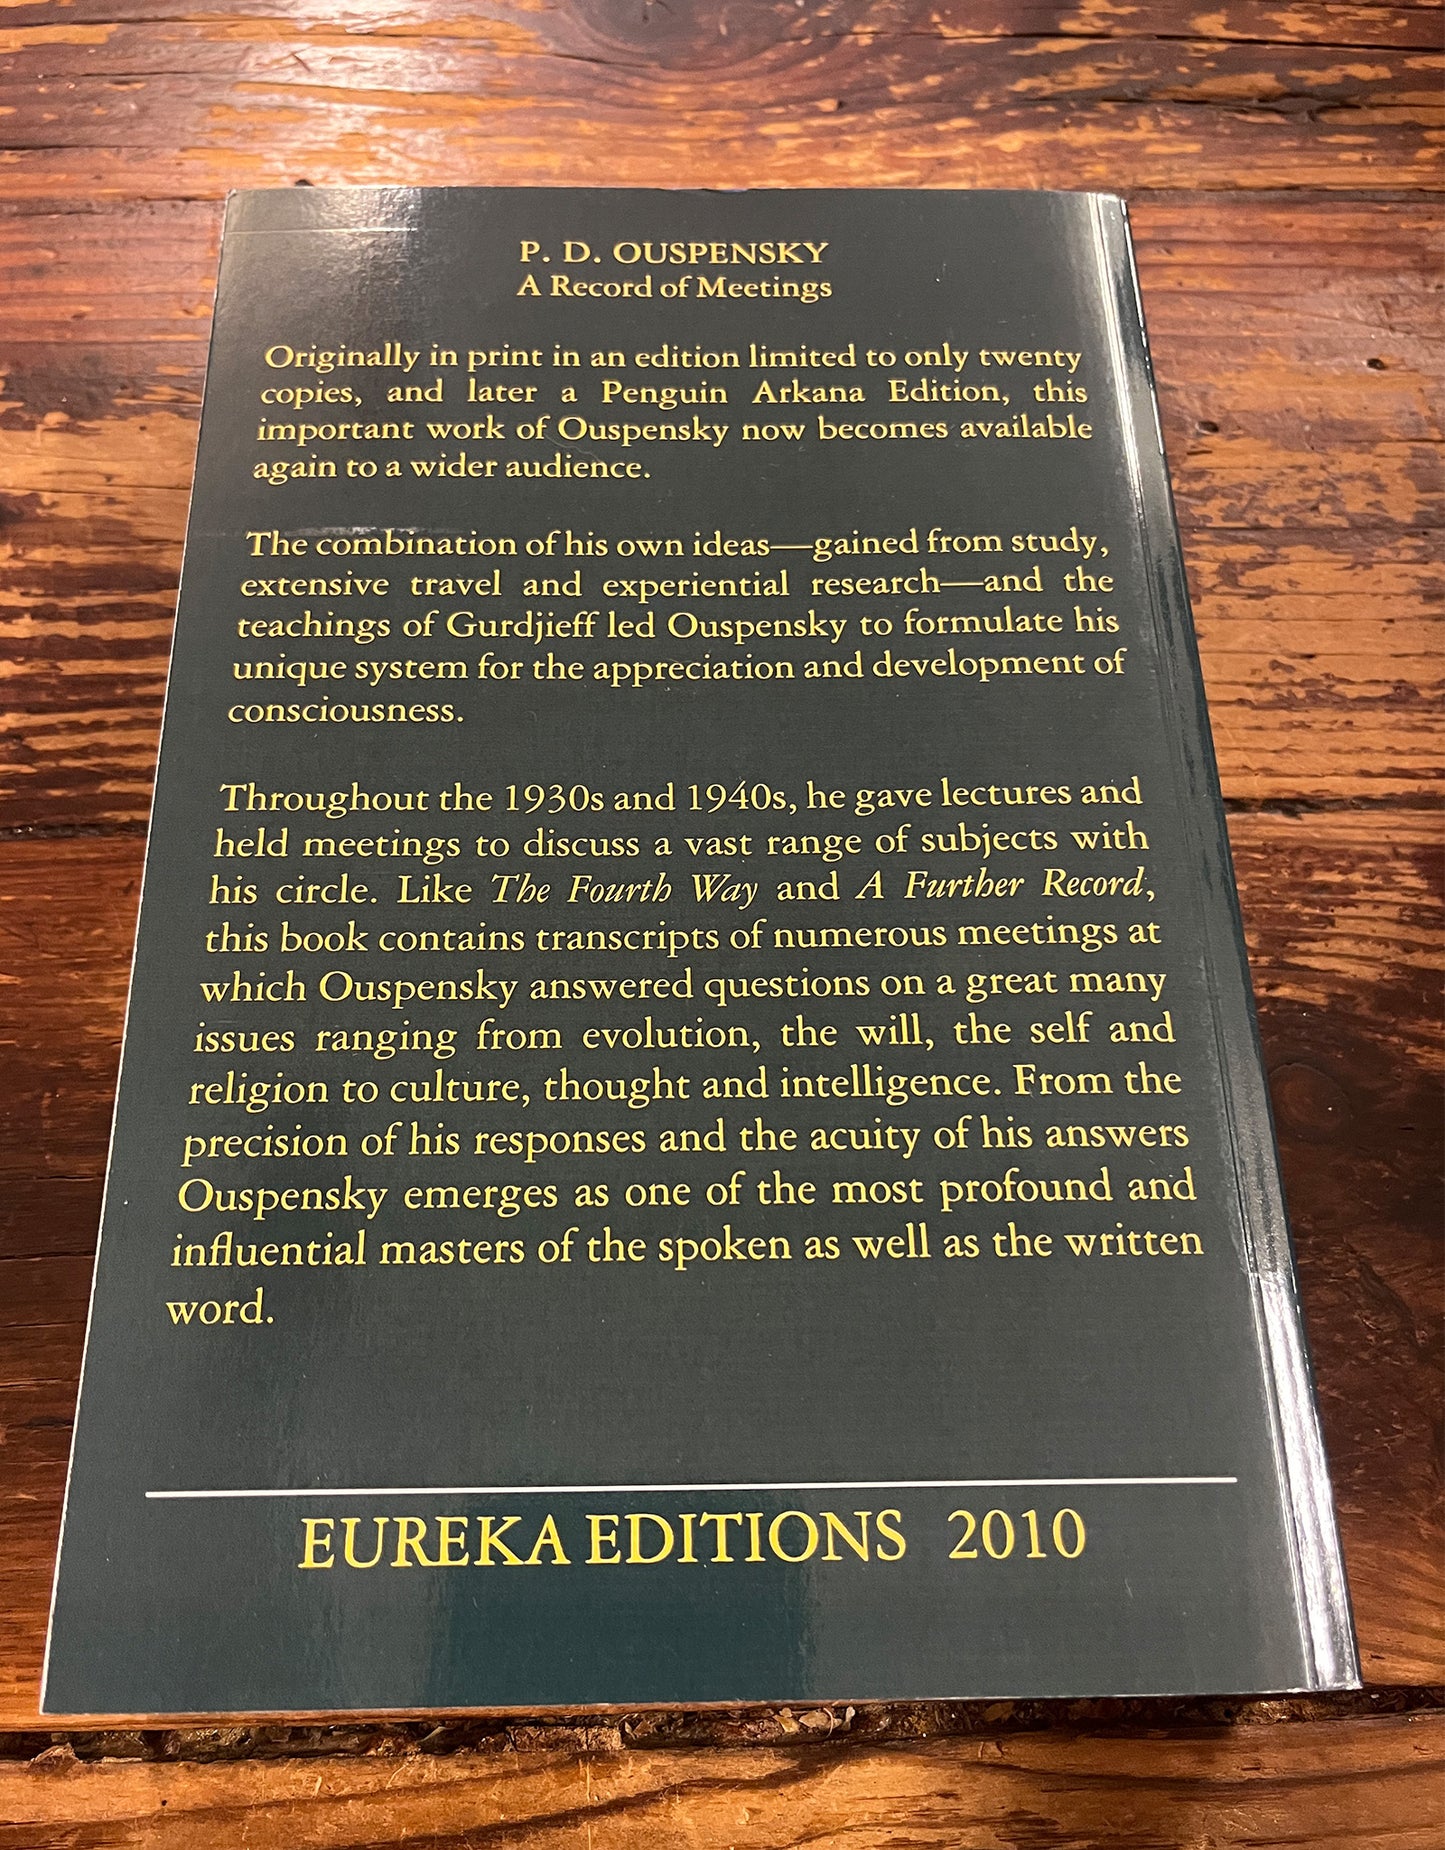 P. D. OUSPENSKY
A Record of Meetings
Originally in print in an edition limited to only twenty
copies, and later a Penguin Arkana Edition, this
important work of Ouspensky now becomes available
again to a wider audience.
The combination of his own ideas—gained from study,
extensive travel and experiential research—and the
teachings of Gurdjieff led Ouspensky to formulate his
unique system for the appreciation and development of
consciousness.
Throughout the 1930s and 1940s, he gave lectures and
held meetings to discuss a vast range of subjects with
his circle. Like The Fourth Way and A Further Record,
this book contains transcripts of numerous meetings at
which Ouspensky answered questions on a great many
issues ranging from evolution, the will, the self and
religion to culture, thought and intelligence. From the
precision of his responses and the acuity of his answers
Ouspensky emerges as one of the most profound and
influential masters of the spoken as well as the written
word.
EUREKA EDITIONS 2010